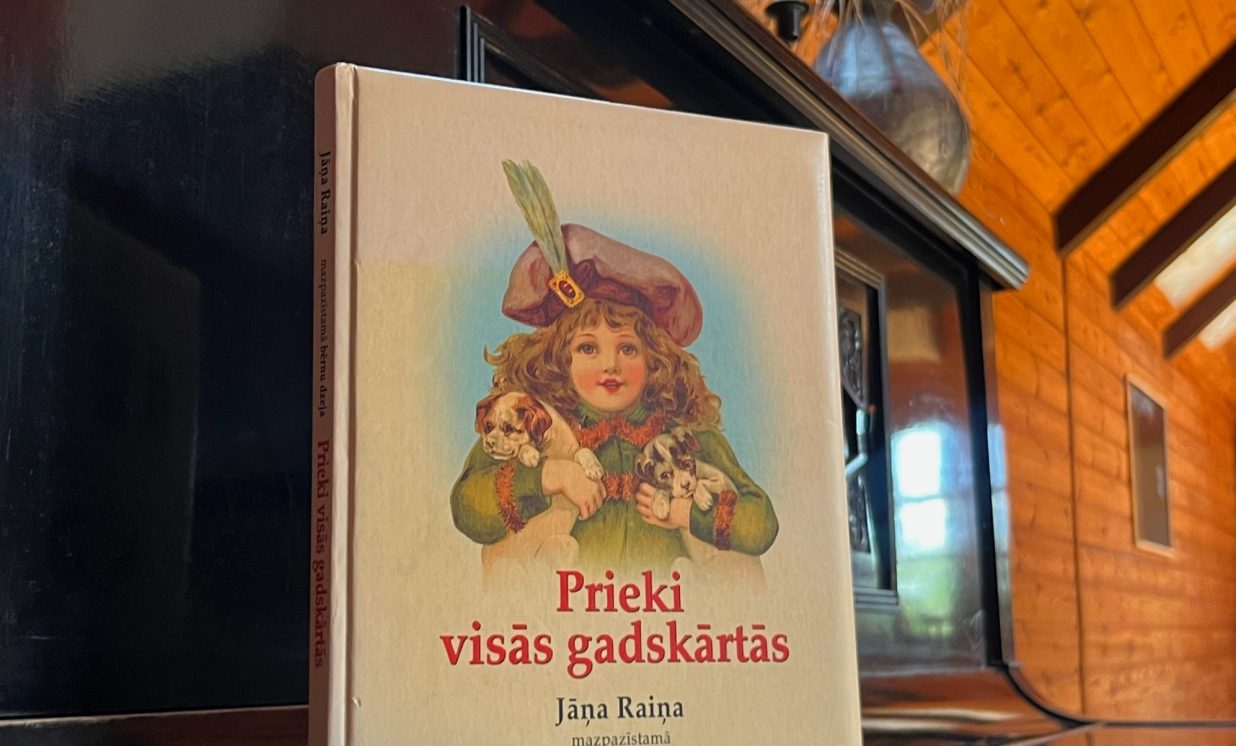 Prieki
visās gadskārtās
Jāņa Raiņa
mazpazīstamā
Jāņa Raiņa mazpazīstamā bērnu dzeja Prieki visās gadskārtās